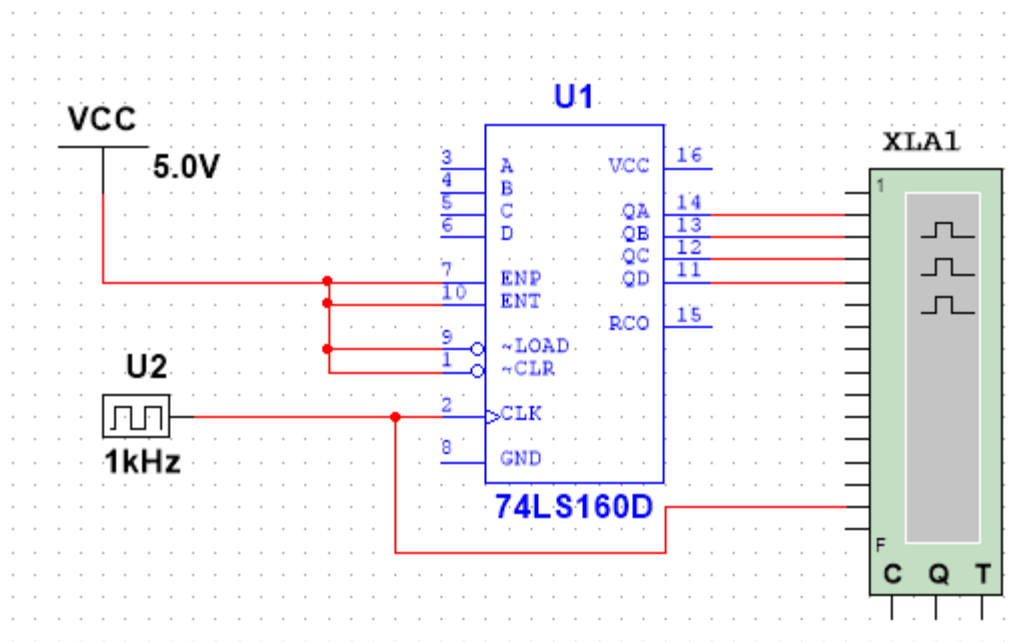 U1
VCC
5.0V
XLA1
3 A
4 B
5 C
6 D
7 ENP
10 ENT
9 ~LOAD
1 ~CLR
2 CLK
8 GND
VCC 16
QA 14
QB 13
QC 12
QD 11
RCO 15
74LS160D
U2
1kHz
1
F
C Q T